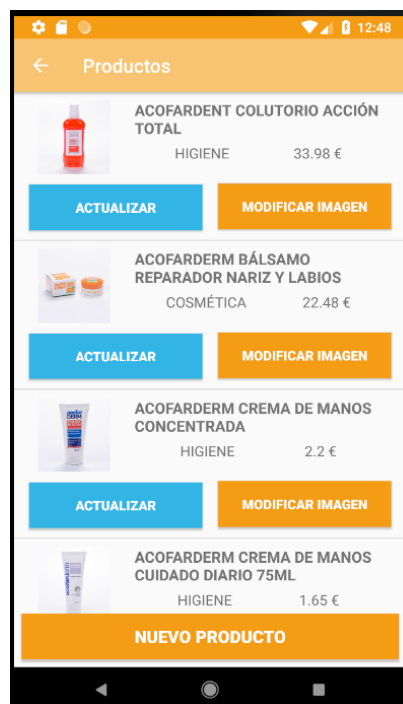 12:48
Productos
ACOFARDENT COLUTORIO ACCIÓN
TOTAL
HIGIENE 33.98 €
ACTUALIZAR MODIFICAR IMAGEN
ACOFARDERM BÁLSAMO
REPARADOR NARIZ Y LABIOS
COSMÉTICA 22.48 €
ACTUALIZAR MODIFICAR IMAGEN
ACOFARDERM CREMA DE MANOS
CONCENTRADA
HIGIENE 2.2 €
ACTUALIZAR MODIFICAR IMAGEN
ACOFARDERM CREMA DE MANOS
CUIDADO DIARIO 75ML
HIGIENE 1.65 €
NUEVO PRODUCTO